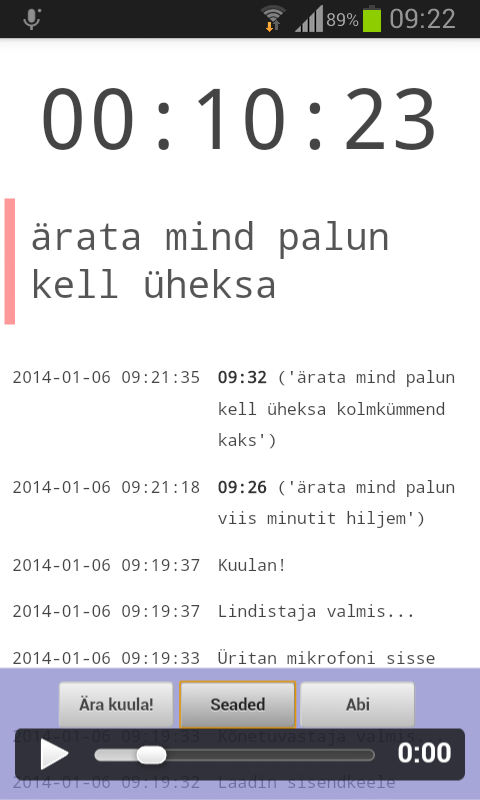 89% 09:22
00:10:23
ärata mind palun
kell üheksa
2014-01-06 09:21:35 09:32 ('ärata mind palun
kell üheksa kolmkümmend
kaks')
2014-01-06 09:21:18 09:26 ('ärata mind palun
viis minutit hiljem')
2014-01-06 09:19:37 Kuulan!
2014-01-06 09:19:37 Lindistaja valmis...
2014-01-06 09:19:33 Üritan mikrofoni sisse
Ära kuula! Seaded Abi
2014-01-06 09:19:33 Kõnetuvastaja valmis.
0:00
2014-01-06 09:19:32 Laadin sisendkeele